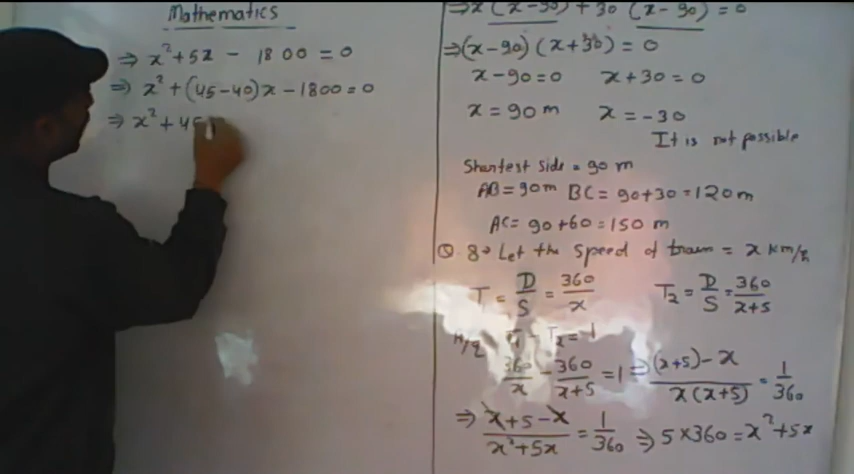 Mathematics
⇒ x² + 5x - 1800 = 0
⇒ x² + (45-40)x - 1800 = 0
⇒ x² + 45
⇒ x (x-90) + 30 (x-90) = 0
⇒ (x-90) (x+30) = 0
x-90=0 x+30=0
x = 90 m x = -30
It is not possible
Shortest side = 90 m
AB = 90m BC = 90+30 = 120m
AC = 90+60 = 150 m
Q 8 → Let the speed of train = x km/h
T = D/S = 360/x T₂ = D/S = 360/x+5
A/q T₁ - T₂ = 1
360/x - 360/x+5 = 1 ⇒ (x+5)-x/x(x+5) = 1/360
⇒ x+5-x/x²+5x = 1/360 ⇒ 5×360 = x²+5x